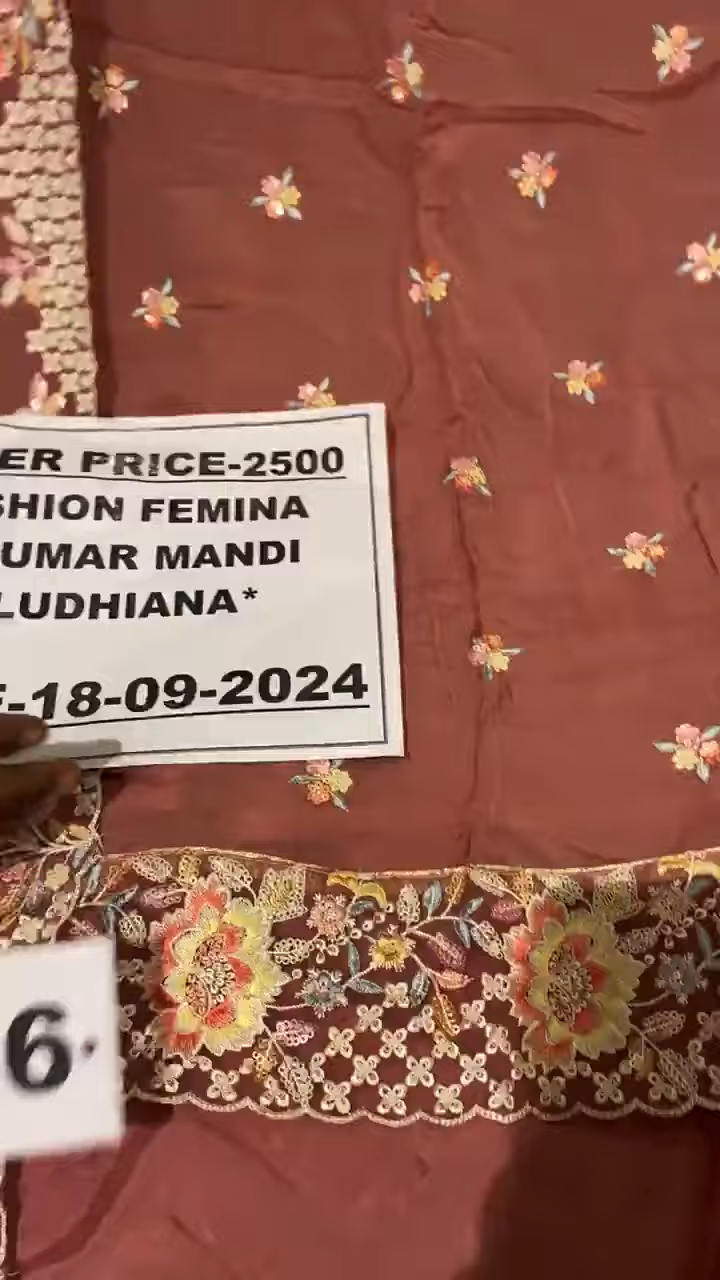 ER PRICE-2500
SHION FEMINA
UMAR MANDI
LUDHIANA*
-18-09-2024
6.